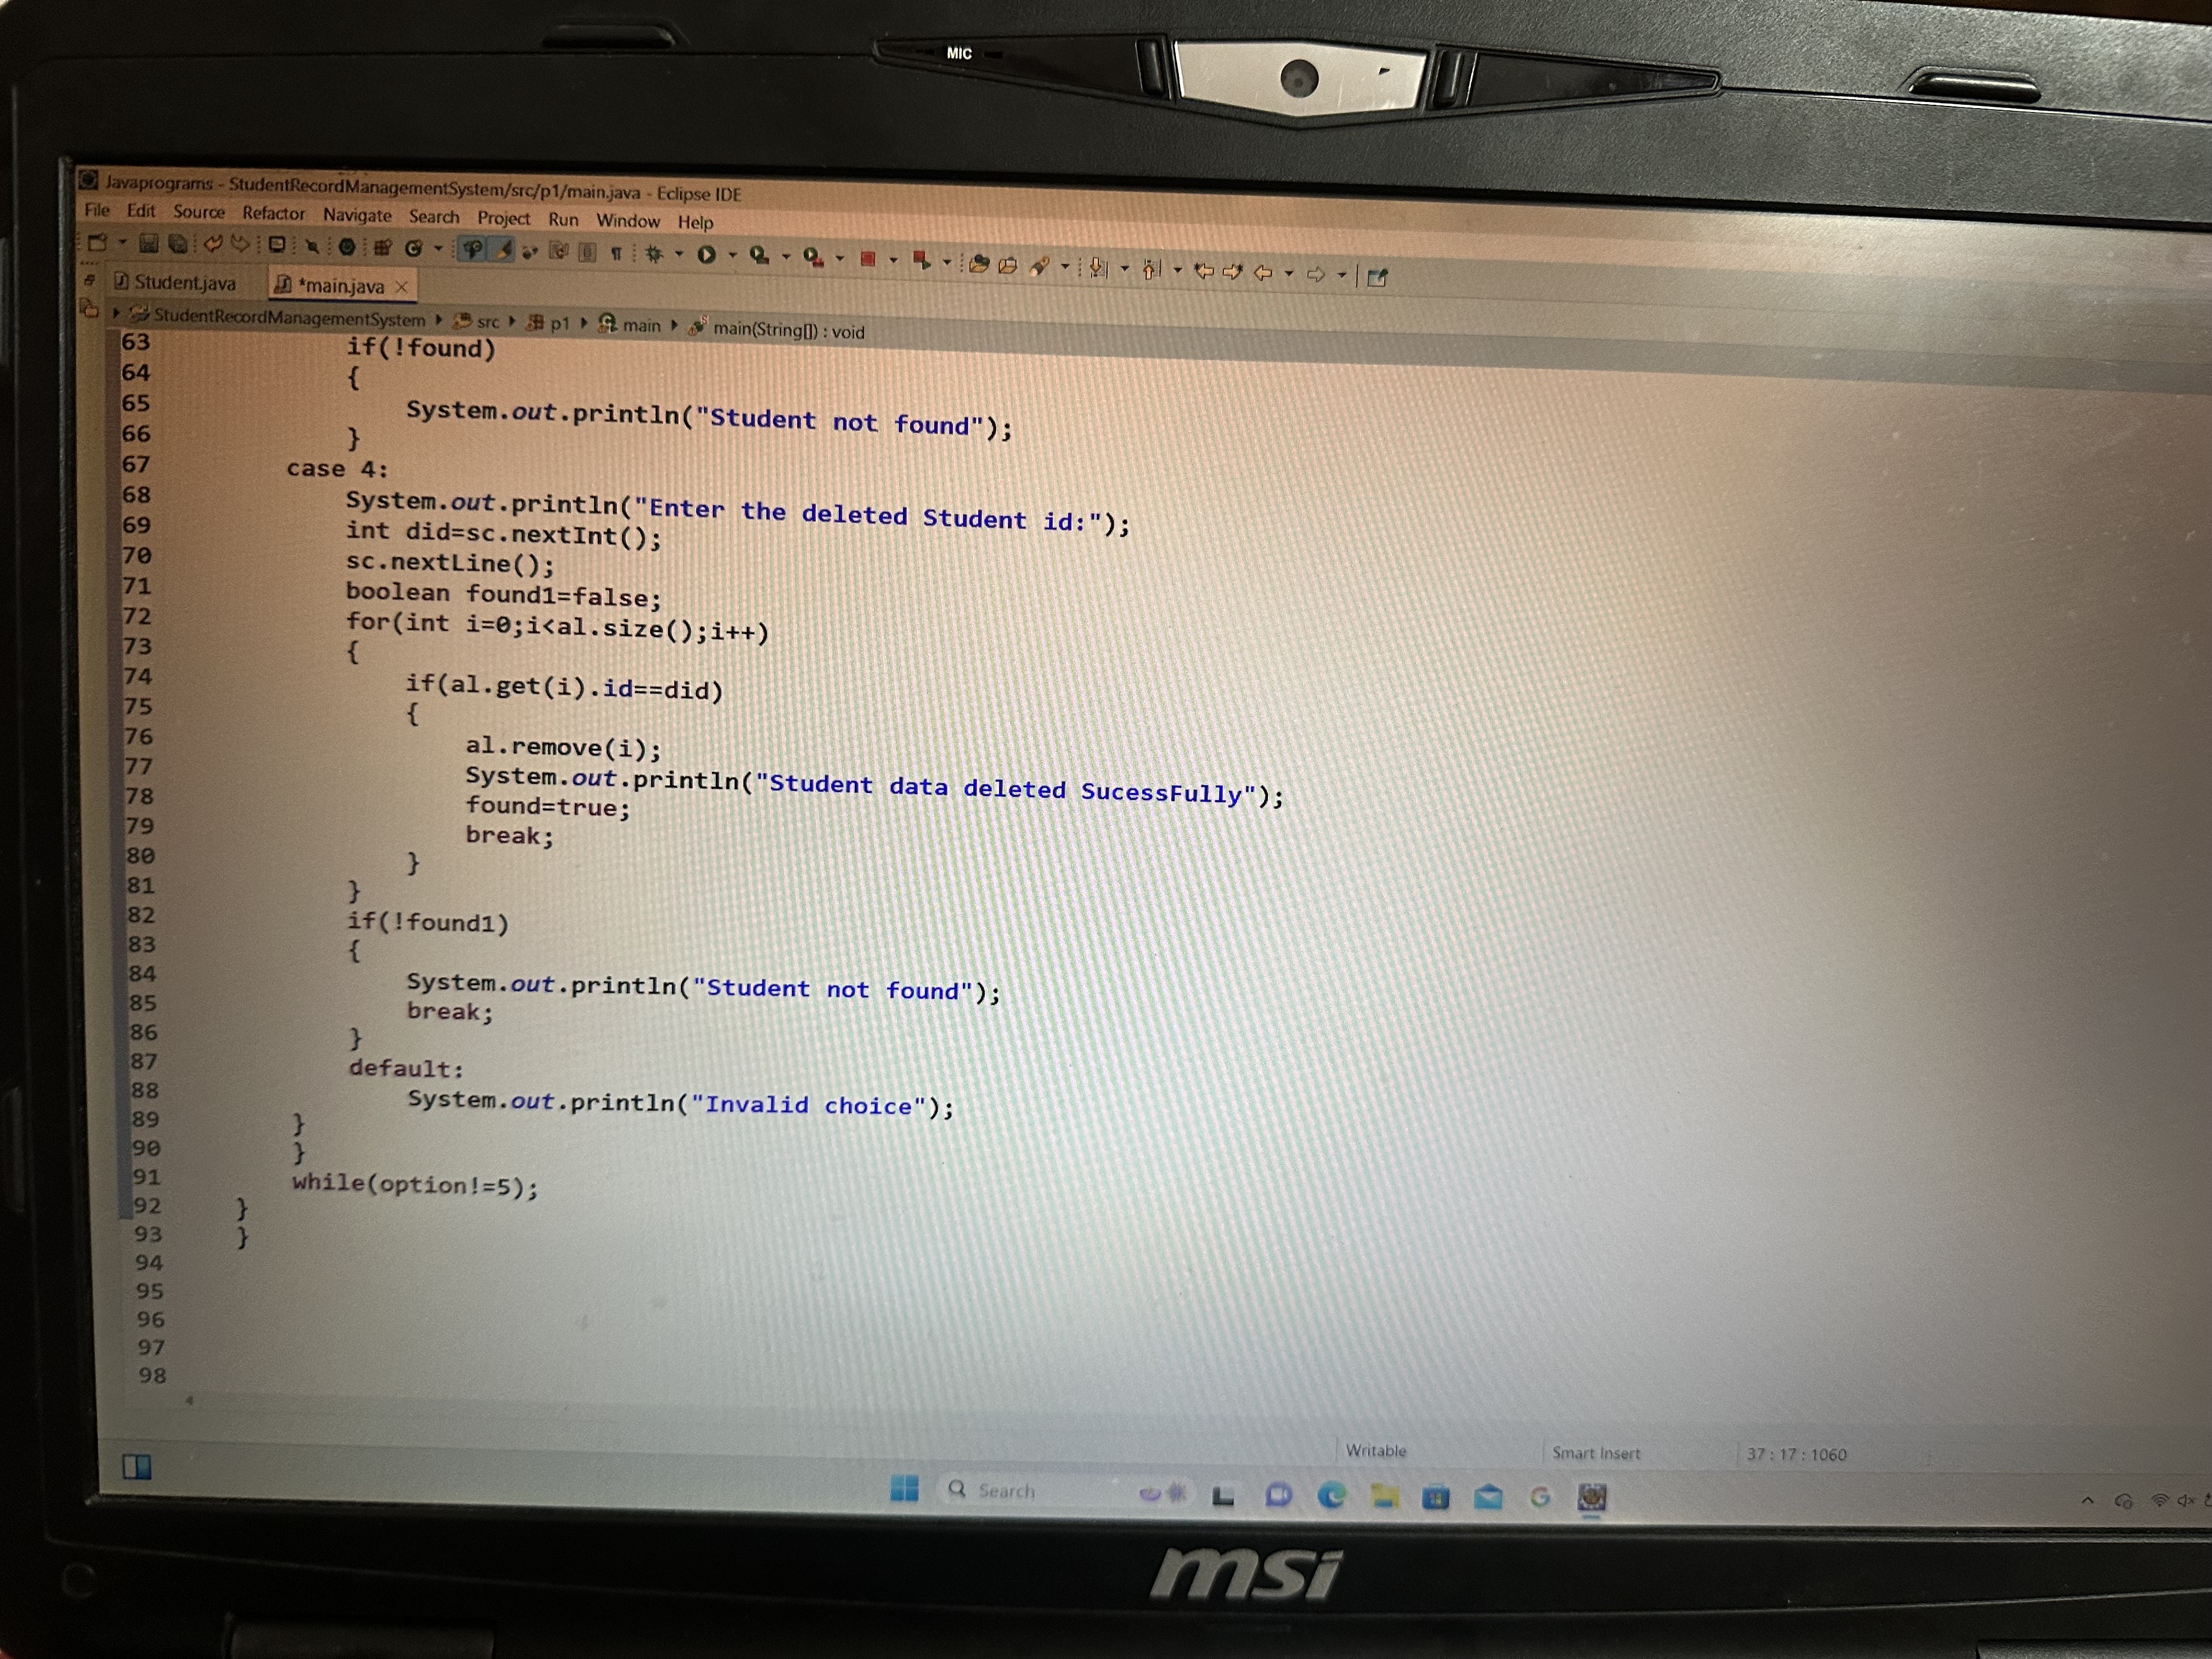 MIC
Javaprograms - StudentRecordManagementSystem/src/p1/main.java - Eclipse IDE
File Edit Source Refactor Navigate Search Project Run Window Help
Student.java *main.java
StudentRecordManagementSystem src p1 main main(String[]) : void
63 if(!found)
64 {
65 System.out.println("Student not found");
66 }
67 case 4:
68 System.out.println("Enter the deleted Student id:");
69 int did=sc.nextInt();
70 sc.nextLine();
71 boolean found1=false;
72 for(int i=0;i<al.size();i++)
73 {
74 if(al.get(i).id==did)
75 {
76 al.remove(i);
77 System.out.println("Student data deleted SucessFully");
78 found=true;
79 break;
80 }
81 }
82 if(!found1)
83 {
84 System.out.println("Student not found");
85 break;
86 }
87 default:
88 System.out.println("Invalid choice");
89 }
90 }
91 while(option!=5);
92 }
93 }
94
95
96
97
98
Writable Smart Insert 37 : 17 : 1060
Search
msi